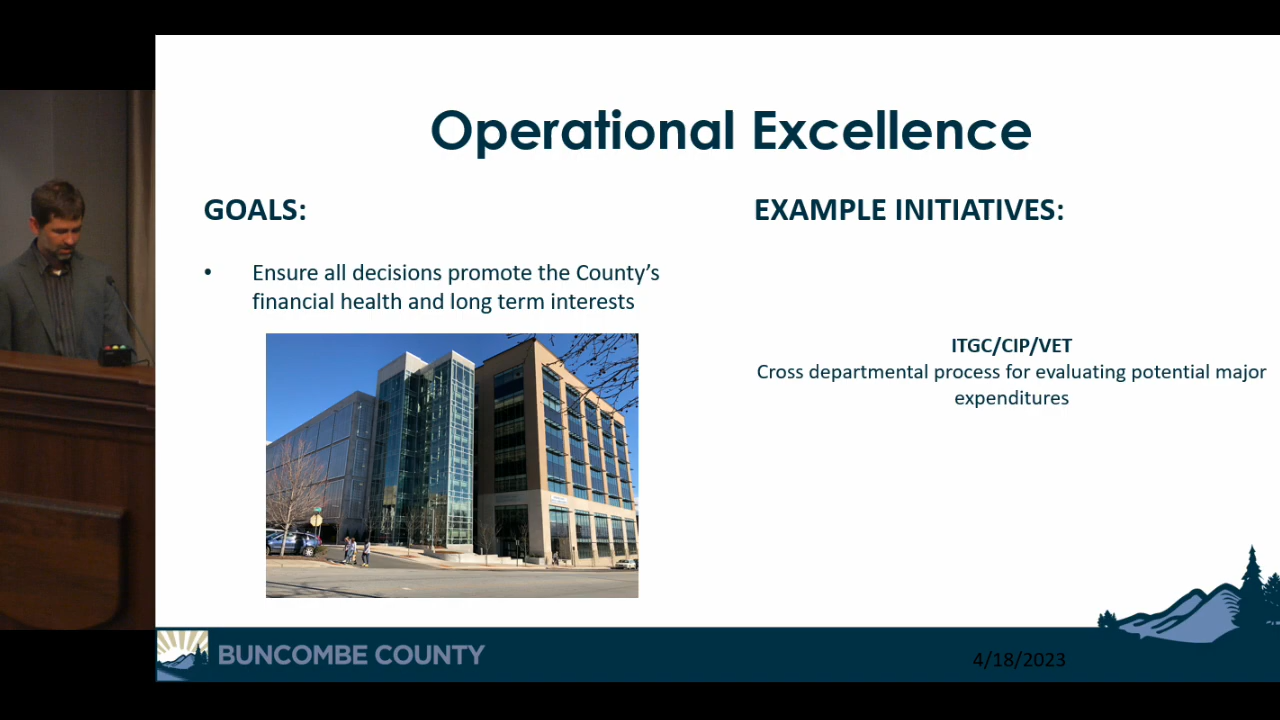 Operational Excellence
GOALS:
• Ensure all decisions promote the County's
financial health and long term interests
EXAMPLE INITIATIVES:
ITGC/CIP/VET
Cross departmental process for evaluating potential major
expenditures
BUNCOMBE COUNTY
4/18/2023